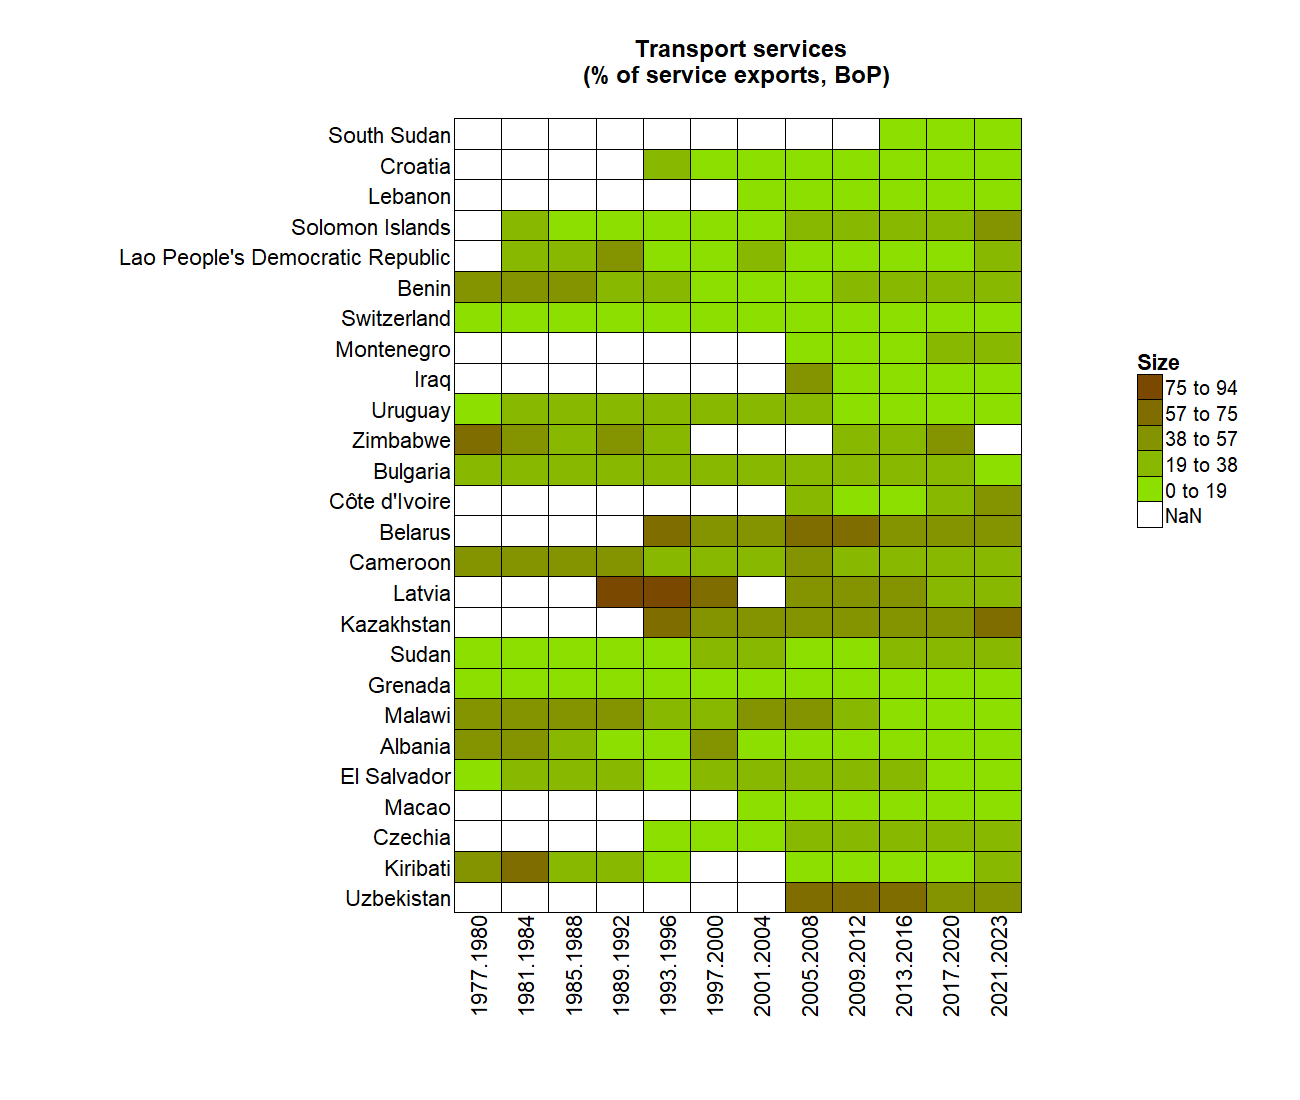 Transport services
(% of service exports, BoP)
South Sudan
Croatia
Lebanon
Solomon Islands
Lao People's Democratic Republic
Benin
Switzerland
Montenegro
Iraq
Uruguay
Zimbabwe
Bulgaria
Côte d'Ivoire
Belarus
Cameroon
Latvia
Kazakhstan
Sudan
Grenada
Malawi
Albania
El Salvador
Macao
Czechia
Kiribati
Uzbekistan
1977.1980
1981.1984
1985.1988
1989.1992
1993.1996
1997.2000
2001.2004
2005.2008
2009.2012
2013.2016
2017.2020
2021.2023
Size
75 to 94
57 to 75
38 to 57
19 to 38
0 to 19
NaN